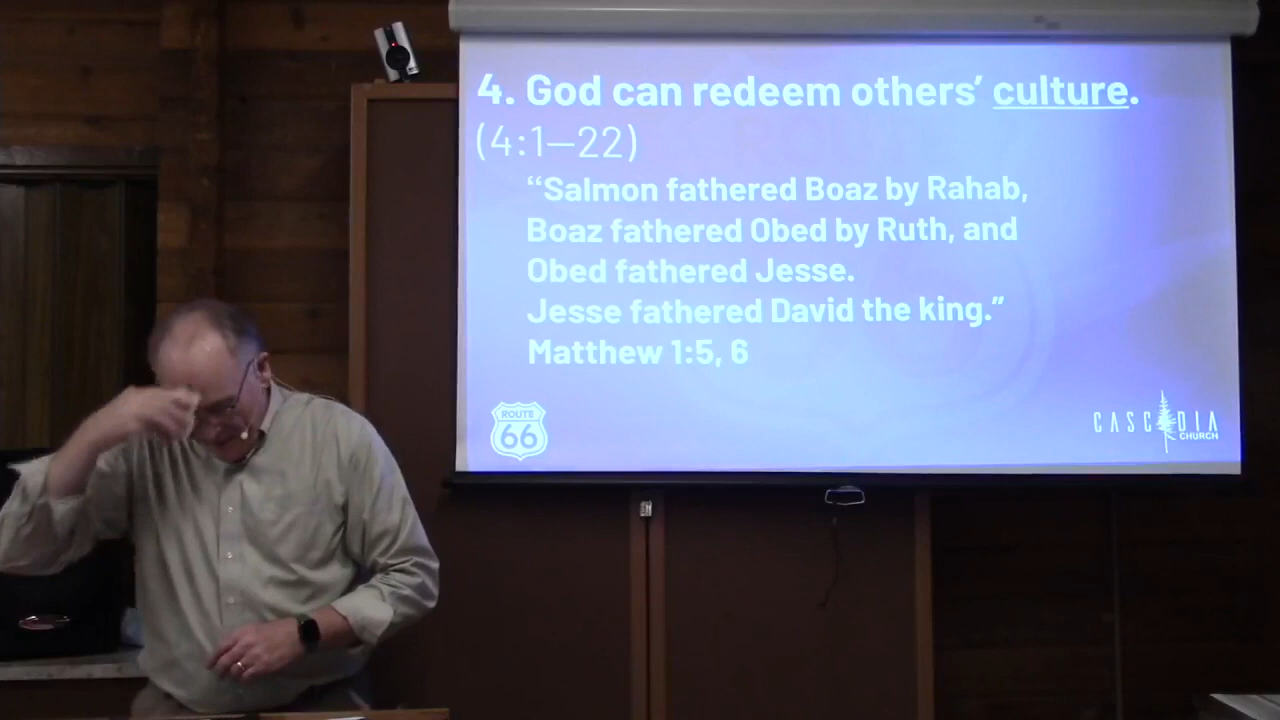 4. God can redeem others’ culture.
(4:1—22)
“Salmon fathered Boaz by Rahab,
Boaz fathered Obed by Ruth, and
Obed fathered Jesse.
Jesse fathered David the king.”
Matthew 1:5, 6
ROUTE
66
CASCADIA
CHURCH